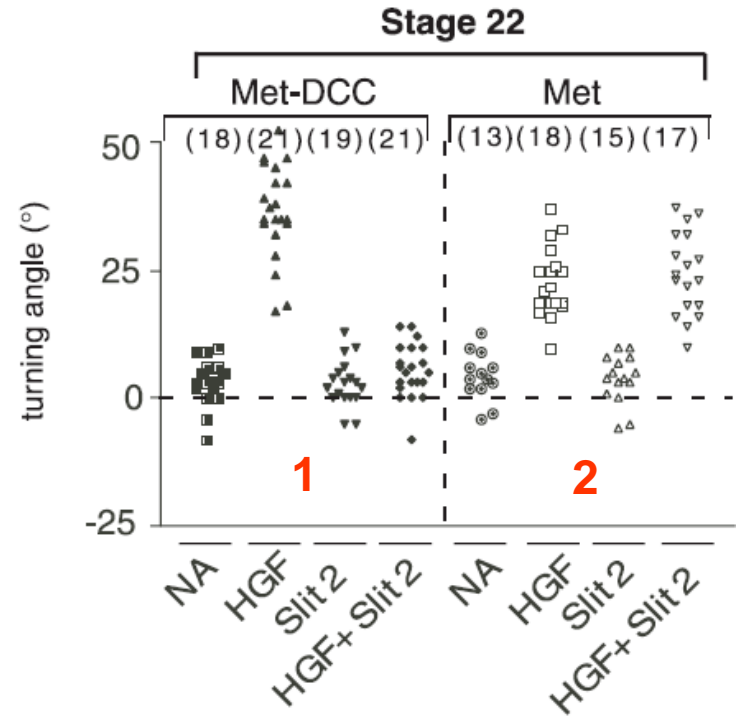 Stage 22
Met-DCC Met
(18) (21) (19) (21) (13) (18) (15) (17)
50
25
0
-25
turning angle (°)
1 2
NA HGF Slit 2 HGF+ Slit 2 NA HGF Slit 2 HGF+ Slit 2